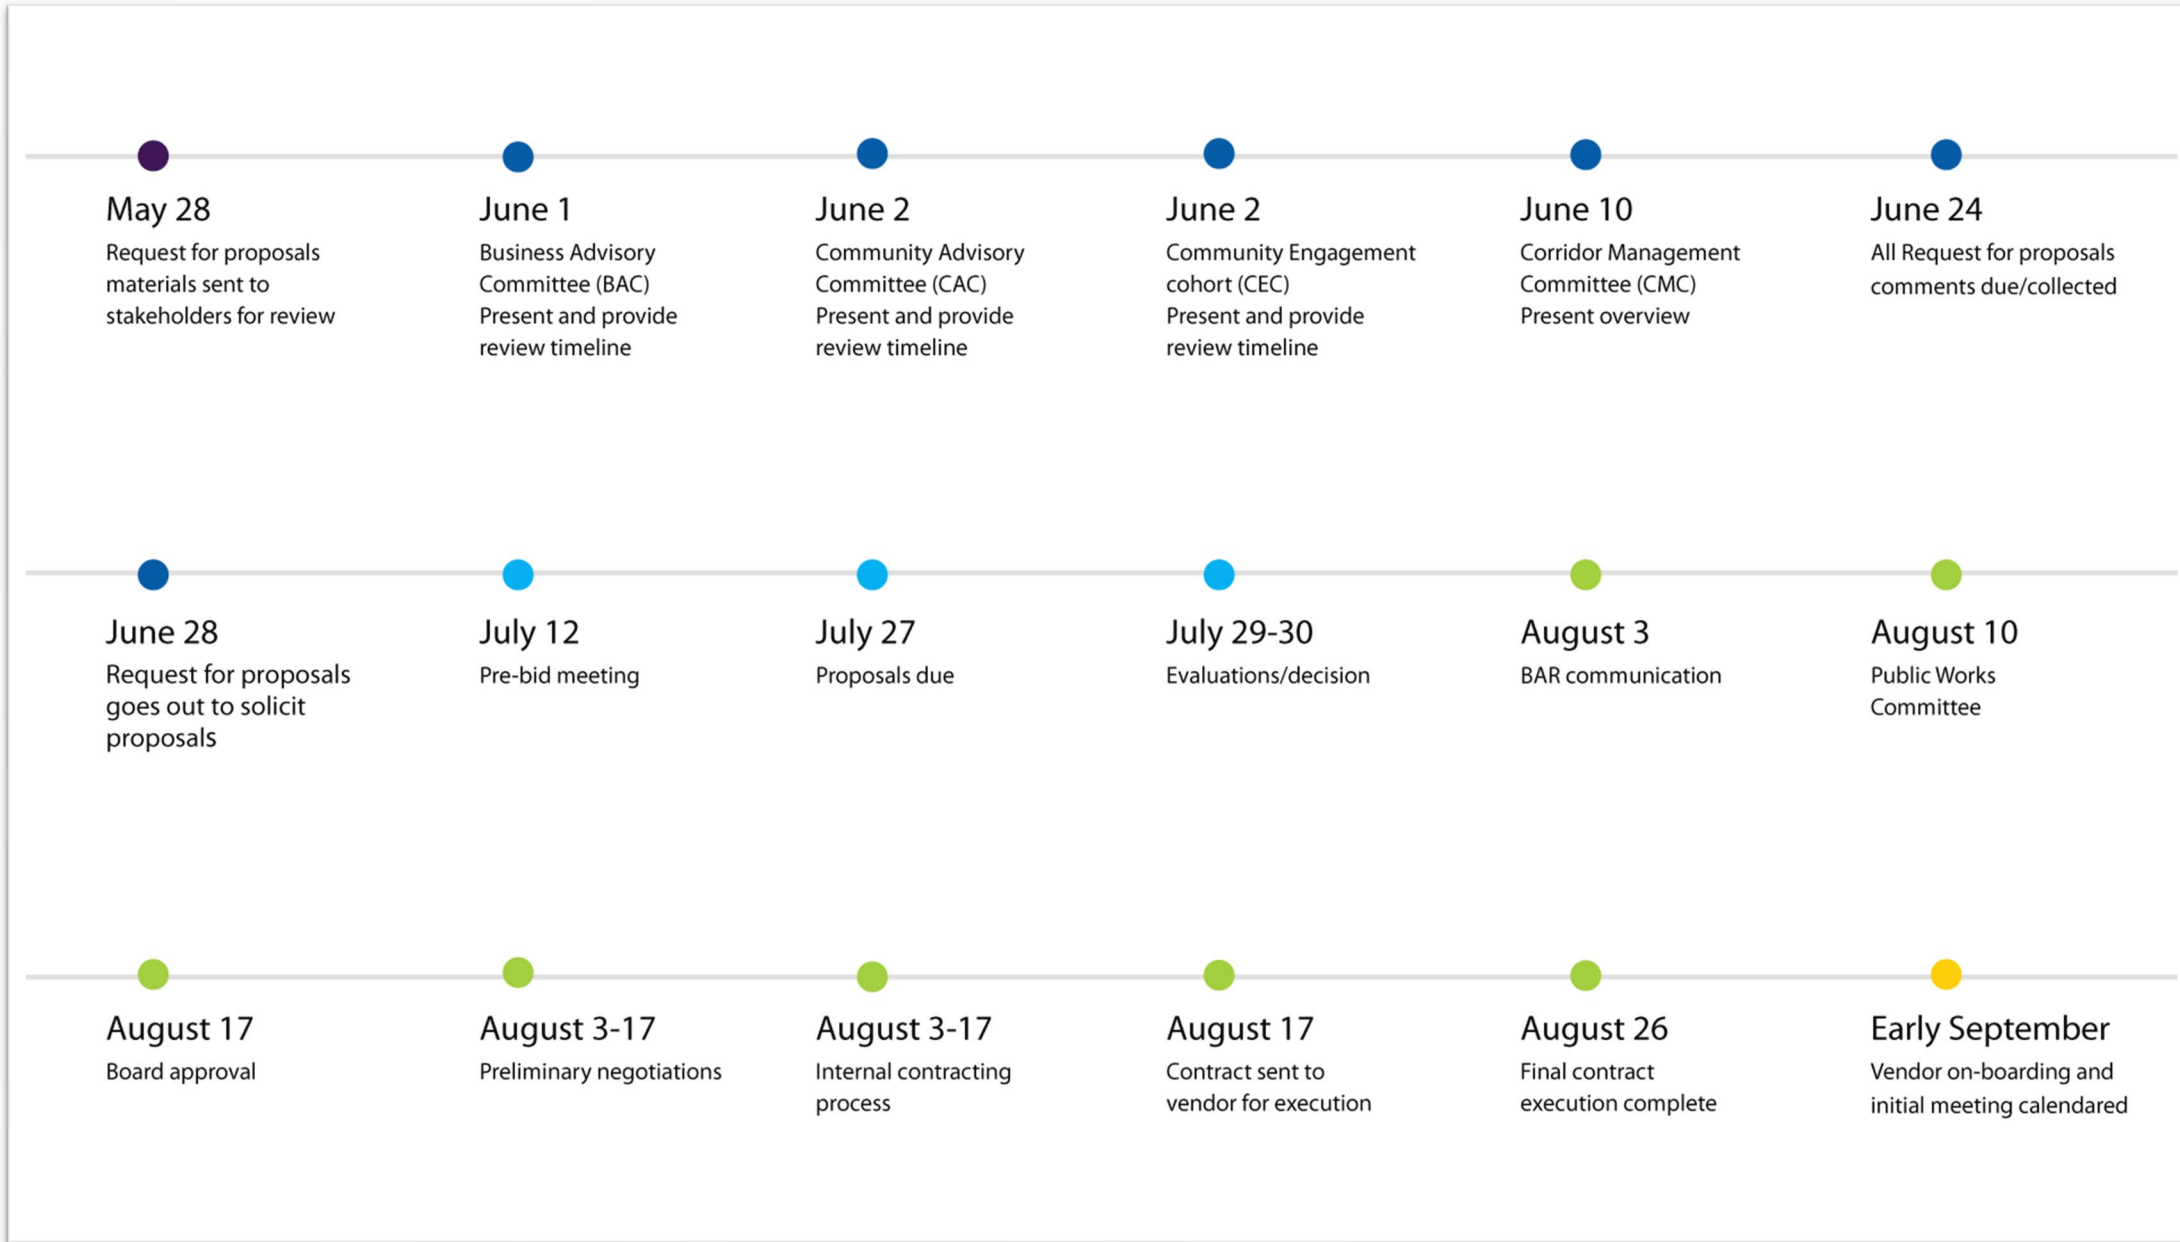 May 28
Request for proposals
materials sent to
stakeholders for review
June 1
Business Advisory
Committee (BAC)
Present and provide
review timeline
June 2
Community Advisory
Committee (CAC)
Present and provide
review timeline
June 2
Community Engagement
cohort (CEC)
Present and provide
review timeline
June 10
Corridor Management
Committee (CMC)
Present overview
June 24
All Request for proposals
comments due/collected
June 28
Request for proposals
goes out to solicit
proposals
July 12
Pre-bid meeting
July 27
Proposals due
July 29-30
Evaluations/decision
August 3
BAR communication
August 10
Public Works
Committee
August 17
Board approval
August 3-17
Preliminary negotiations
August 3-17
Internal contracting
process
August 17
Contract sent to
vendor for execution
August 26
Final contract
execution complete
Early September
Vendor on-boarding and
initial meeting calendared